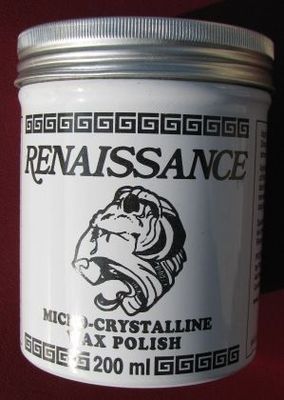 RENAISSANCE
MICRO-CRYSTALLINE
WAX POLISH
200 ml